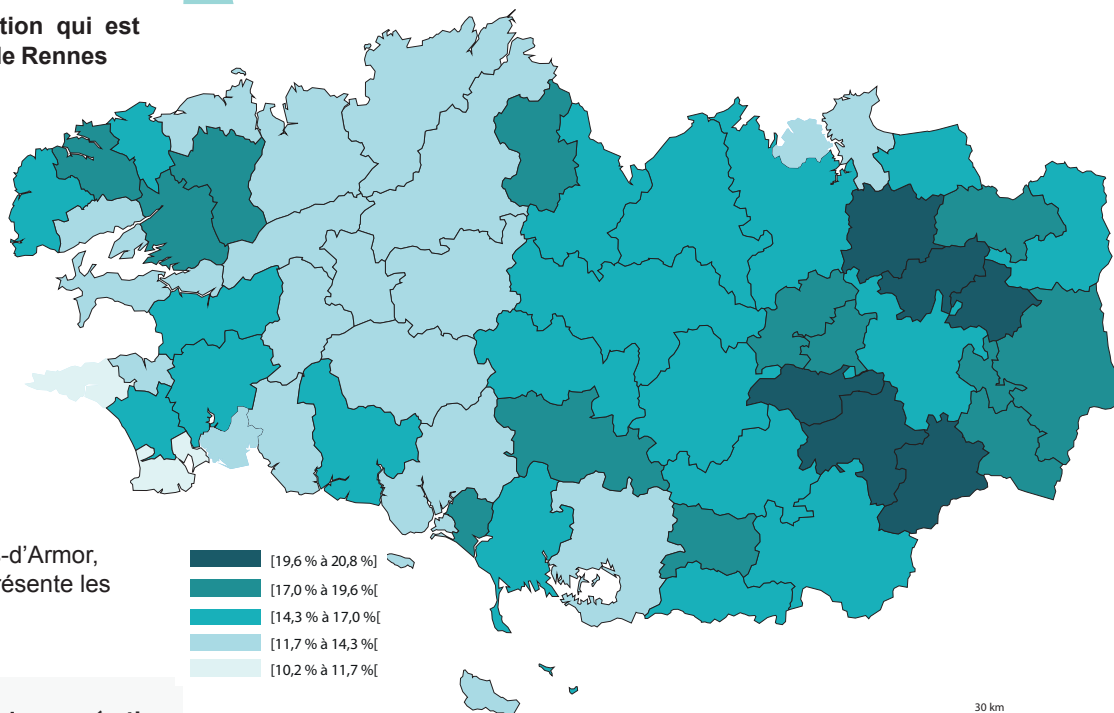 tion qui est
de Rennes
-d'Armor,
résente les
[19,6 % à 20,8 %]
[17,0 % à 19,6 %[
[14,3 % à 17,0 %[
[11,7 % à 14,3 %[
[10,2 % à 11,7 %[
30 km